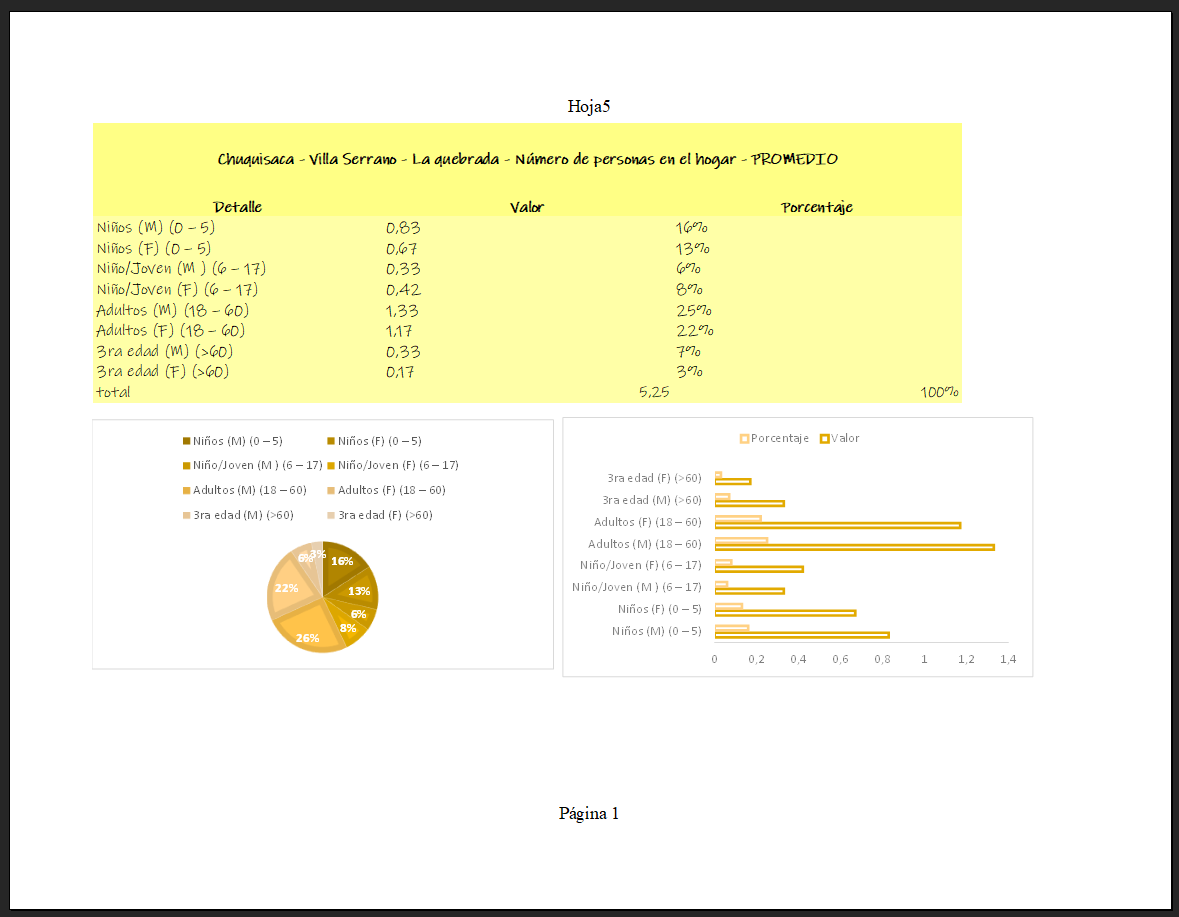 Hoja5
Chuquisaca - Villa Serrano - La quebrada - Número de personas en el hogar - PROMEDIO
Detalle Valor Porcentaje
Niños (M) (0 – 5) 0,83 16%
Niños (F) (0 – 5) 0,67 13%
Niño/Joven (M ) (6 – 17) 0,33 6%
Niño/Joven (F) (6 – 17) 0,42 8%
Adultos (M) (18 – 60) 1,33 25%
Adultos (F) (18 – 60) 1,17 22%
3ra edad (M) (>60) 0,33 7%
3ra edad (F) (>60) 0,17 3%
total 5,25 100%
Niños (M) (0 – 5) Niños (F) (0 – 5)
Niño/Joven (M ) (6 – 17) Niño/Joven (F) (6 – 17)
Adultos (M) (18 – 60) Adultos (F) (18 – 60)
3ra edad (M) (>60) 3ra edad (F) (>60)
6% 3% 16%
22% 13%
6%
8%
26%
Porcentaje Valor
3ra edad (F) (>60)
3ra edad (M) (>60)
Adultos (F) (18 – 60)
Adultos (M) (18 – 60)
Niño/Joven (F) (6 – 17)
Niño/Joven (M ) (6 – 17)
Niños (F) (0 – 5)
Niños (M) (0 – 5)
0 0,2 0,4 0,6 0,8 1 1,2 1,4
Página 1